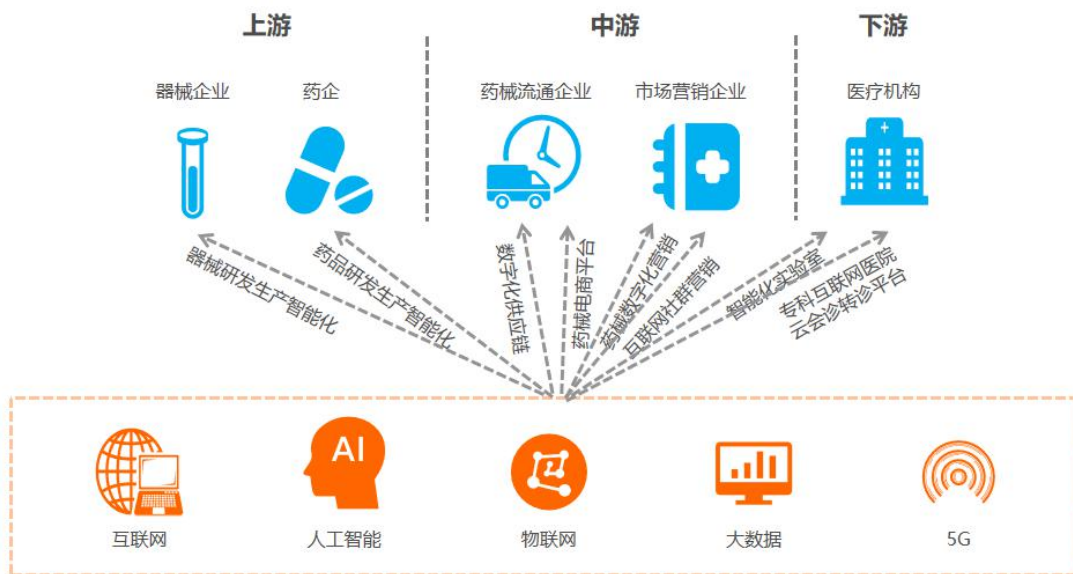 上游
中游
下游
器械企业
药企
药械流通企业
市场营销企业
医疗机构
器械研发生产智能化
药品研发生产智能化
数字化供应链
药械电商平台
药械数字化营销
互联网社群营销
智能化实验室
专科互联网医院
云会诊转诊平台
AI
互联网
人工智能
物联网
大数据
5G